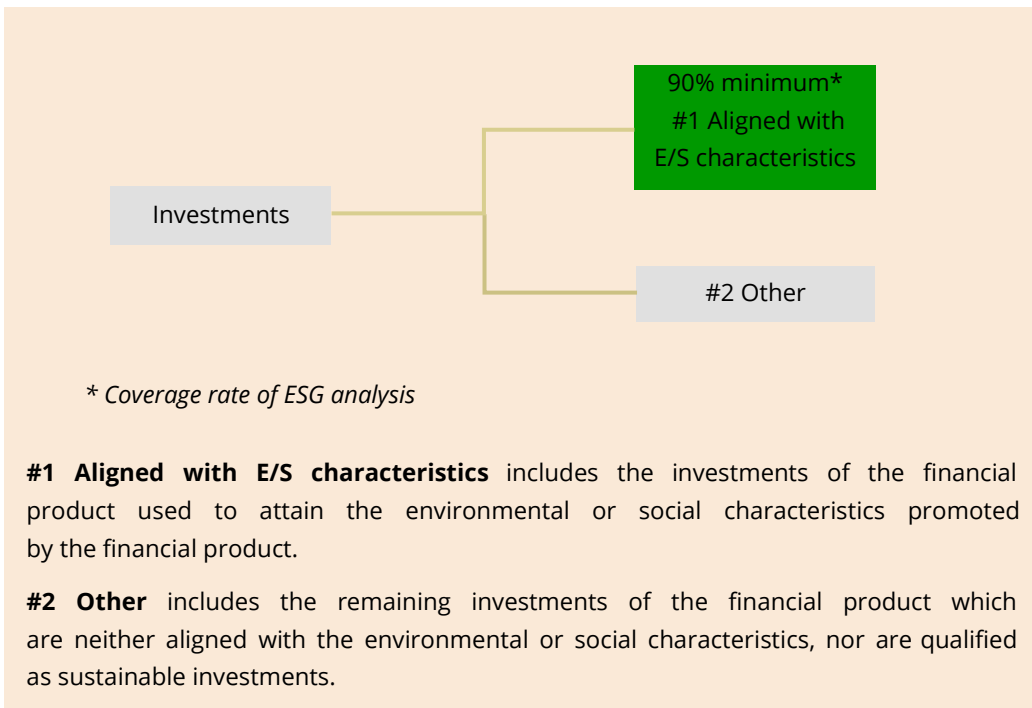 90% minimum*
#1 Aligned with
E/S characteristics
Investments
#2 Other
* Coverage rate of ESG analysis
#1 Aligned with E/S characteristics includes the investments of the financial
product used to attain the environmental or social characteristics promoted
by the financial product.
#2 Other includes the remaining investments of the financial product which
are neither aligned with the environmental or social characteristics, nor are qualified
as sustainable investments.